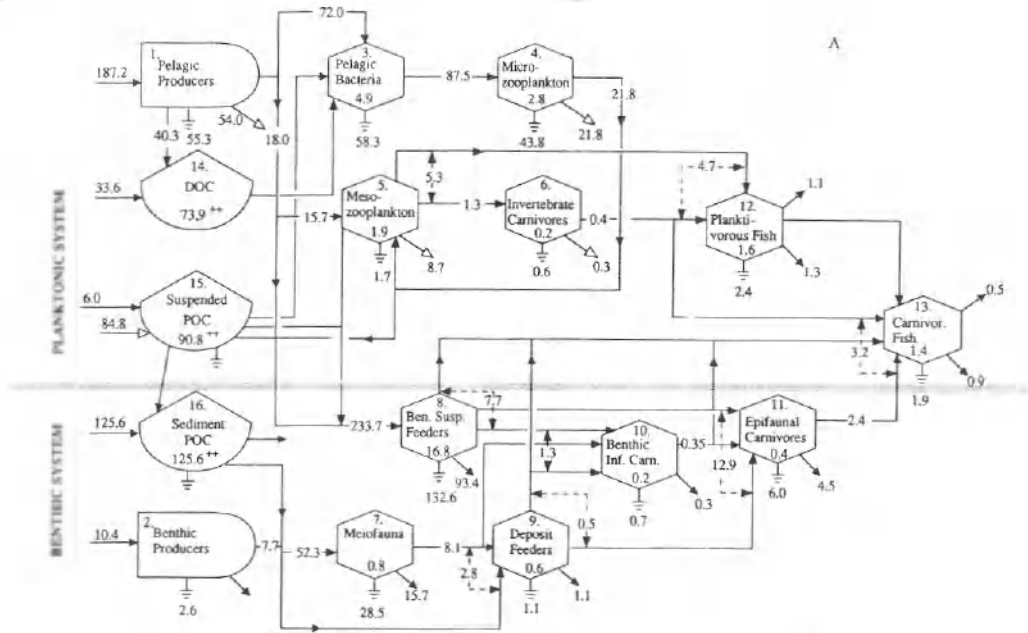 A
PLANKTONIC SYSTEM
BENTHIC SYSTEM
72.0
187.2
1.
Pelagic
Producers
54.0
40.3
55.3
18.0
3.
Pelagic
Bacteria
4.9
58.3
87.5
4.
Micro-
zooplankton
2.8
43.8
21.8
21.8
33.6
14.
DOC
73.9 ++
15.7
5.
Meso-
zooplankton
1.9
1.7
8.7
5.3
1.3
6.
Invertebrate
Carnivores
0.2
0.6
0.3
0.4
4.7
12.
Plankti-
vorous Fish
1.6
2.4
1.1
1.3
6.0
84.8
15.
Suspended
POC
90.8 ++
13.
Carnivor.
Fish
1.4
1.9
0.5
0.9
3.2
125.6
16.
Sediment
POC
125.6 ++
233.7
8.
Ben. Susp.
Feeders
16.8
132.6
93.4
7.7
1.3
10.
Benthic
Inf. Carn.
0.2
0.7
0.3
0.35
12.9
11.
Epifaunal
Carnivores
0.4
6.0
4.5
2.4
10.4
2.
Benthic
Producers
2.6
7.7
52.3
7.
Meiofauna
0.8
28.5
15.7
8.1
2.8
9.
Deposit
Feeders
0.6
1.1
1.1
0.5